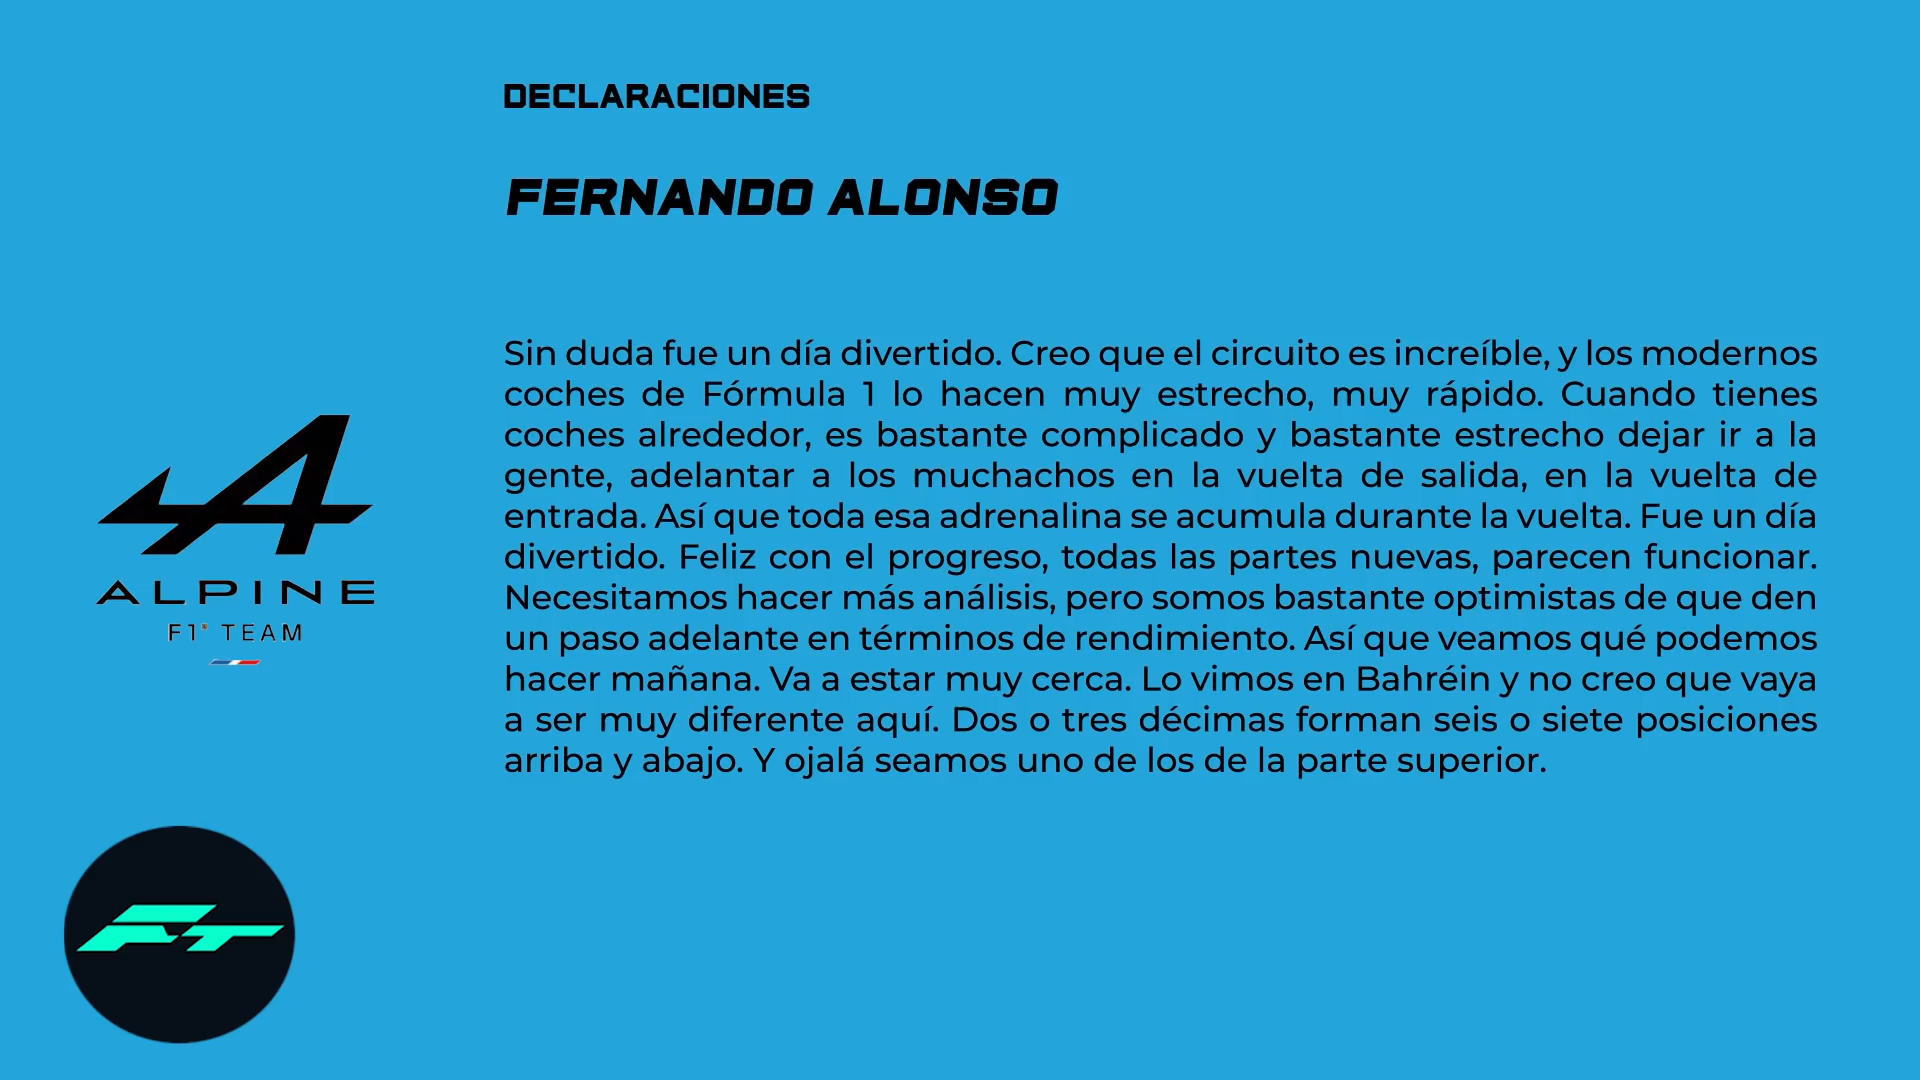 DECLARACIONES
FERNANDO ALONSO
Sin duda fue un día divertido. Creo que el circuito es increíble, y los modernos
coches de Fórmula 1 lo hacen muy estrecho, muy rápido. Cuando tienes
coches alrededor, es bastante complicado y bastante estrecho dejar ir a la
gente, adelantar a los muchachos en la vuelta de salida, en la vuelta de
entrada. Así que toda esa adrenalina se acumula durante la vuelta. Fue un día
divertido. Feliz con el progreso, todas las partes nuevas, parecen funcionar.
Necesitamos hacer más análisis, pero somos bastante optimistas de que den
un paso adelante en términos de rendimiento. Así que veamos qué podemos
hacer mañana. Va a estar muy cerca. Lo vimos en Bahréin y no creo que vaya
a ser muy diferente aquí. Dos o tres décimas forman seis o siete posiciones
arriba y abajo. Y ojalá seamos uno de los de la parte superior.
ALPINE
F1 TEAM
FT